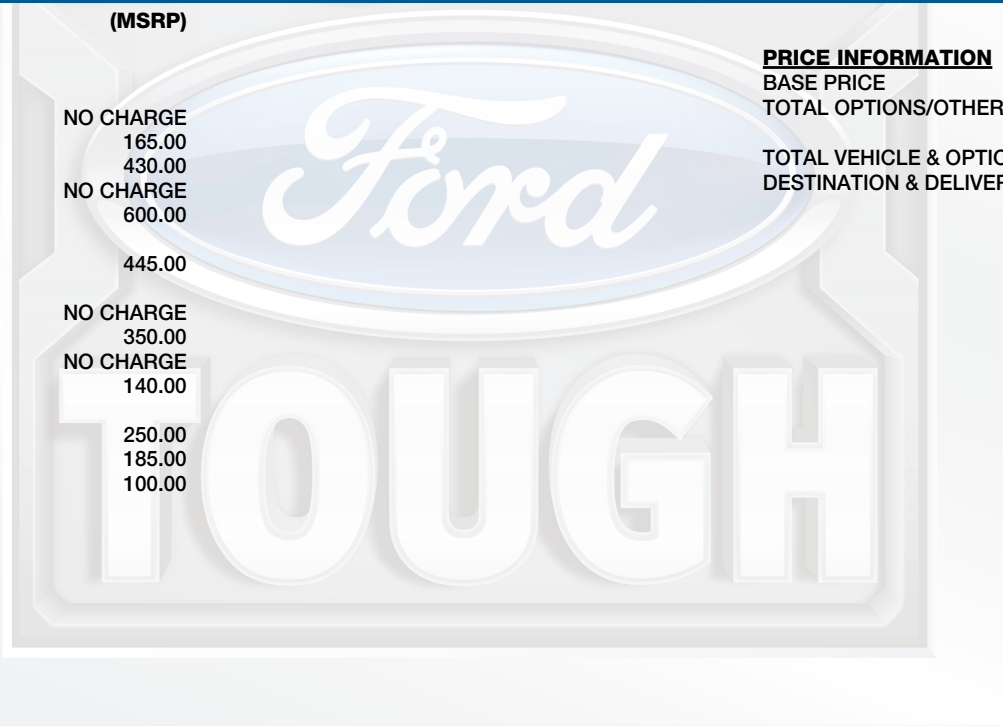 (MSRP)
NO CHARGE
165.00
430.00
NO CHARGE
600.00
445.00
NO CHARGE
350.00
NO CHARGE
140.00
250.00
185.00
100.00
PRICE INFORMATION
BASE PRICE
TOTAL OPTIONS/OTHER
TOTAL VEHICLE & OPTIO
DESTINATION & DELIVER
Ford
TOUGH